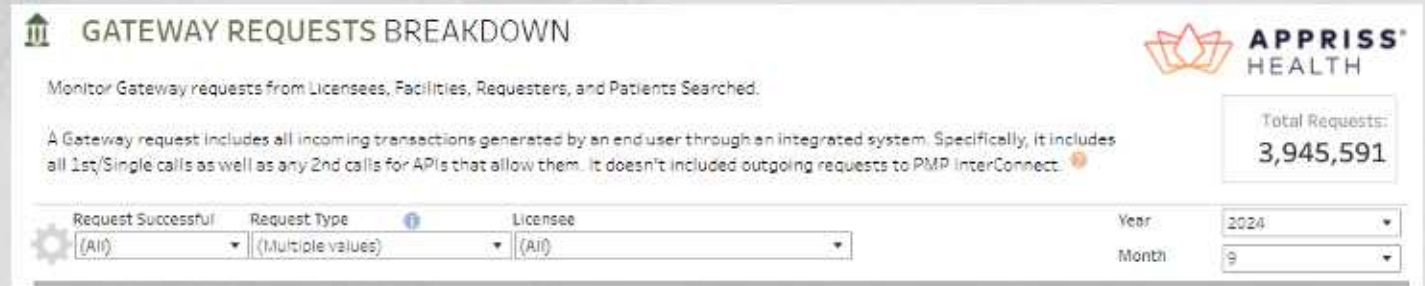 GATEWAY REQUESTS BREAKDOWN
APPRISS®
HEALTH
Monitor Gateway requests from Licensees, Facilities, Requesters, and Patients Searched.
Total Requests:
3,945,591
A Gateway request includes all incoming transactions generated by an end user through an integrated system. Specifically, it includes
all 1st/Single calls as well as any 2nd calls for APIs that allow them. It doesn't included outgoing requests to PMP InterConnect.
Request Successful Request Type Licensee Year 2024
(All) (Multiple values) (All)
Month 9